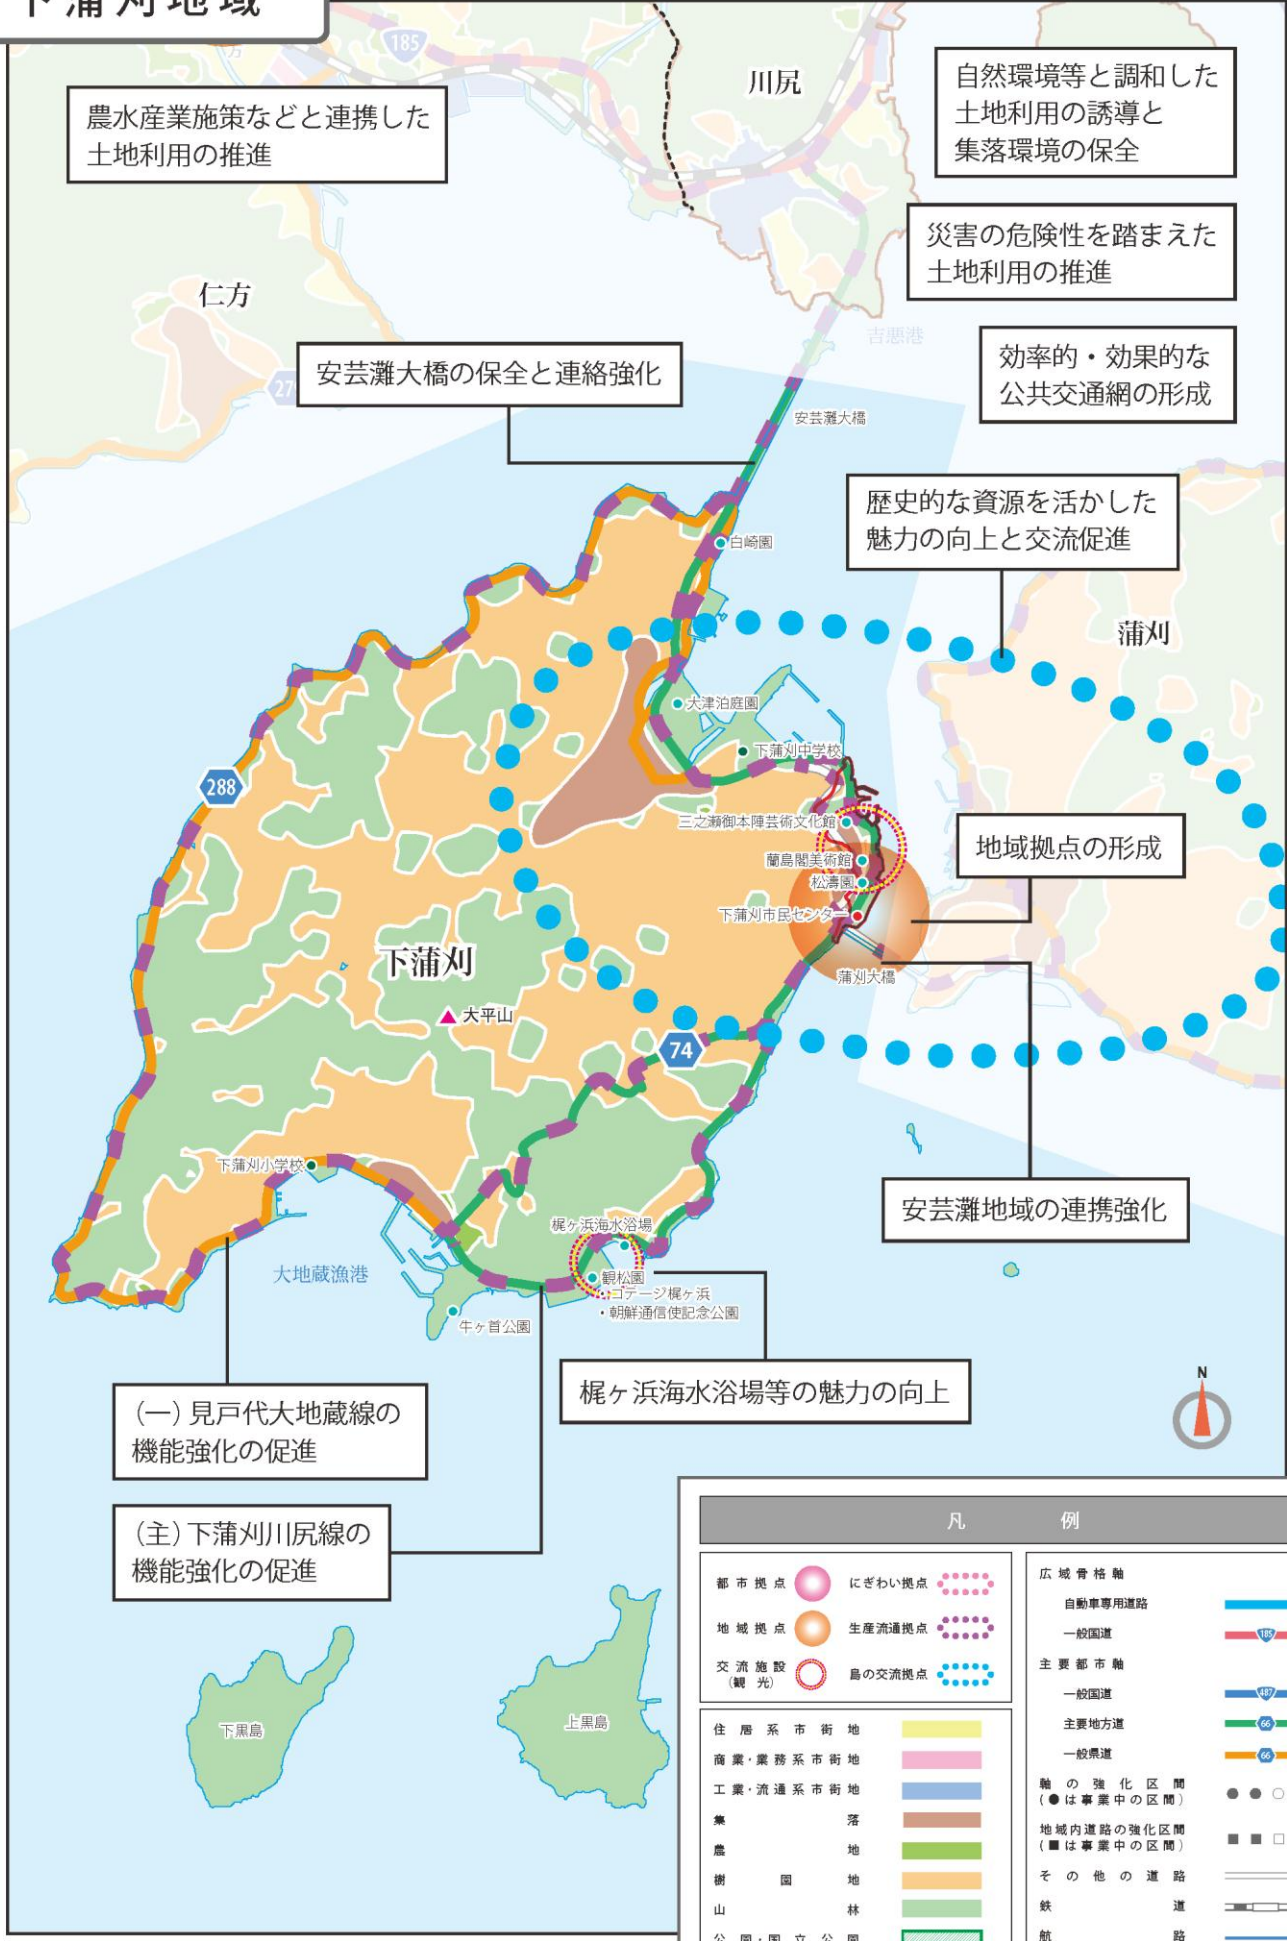 下蒲刈地域
185
川尻
農水産業施策などと連携した
土地利用の推進
自然環境等と調和した
土地利用の誘導と
集落環境の保全
災害の危険性を踏まえた
土地利用の推進
仁方
吉悪港
効率的・効果的な
公共交通網の形成
安芸灘大橋の保全と連絡強化
27
安芸灘大橋
歴史的な資源を活かした
魅力の向上と交流促進
白崎園
蒲刈
大津泊庭園
下蒲刈中学校
288
三之瀬御本陣芸術文化館
地域拠点の形成
蘭島閣美術館
松濤園
下蒲刈市民センター
下蒲刈
蒲刈大橋
大平山
74
下蒲刈小学校
安芸灘地域の連携強化
梶ヶ浜海水浴場
大地蔵漁港
観松園
・コテージ梶ヶ浜
・朝鮮通信使記念公園
牛ヶ首公園
梶ヶ浜海水浴場等の魅力の向上
(一)見戸代大地蔵線の
機能強化の促進
N
(主)下蒲刈川尻線の
機能強化の促進
下黒島
上黒島
凡 例
都市拠点
にぎわい拠点
地域拠点
生産流通拠点
交流施設
(観光)
島の交流拠点
住居系市街地
商業・業務系市街地
工業・流通系市街地
集落
農地
樹園地
山林
公園・国立公園
広域骨格軸
自動車専用道路
一般国道
185
主要都市軸
一般国道
487
主要地方道
66
一般県道
66
軸の強化区間
(●は事業中の区間)
地域内道路の強化区間
(■は事業中の区間)
その他の道路
鉄道
航路